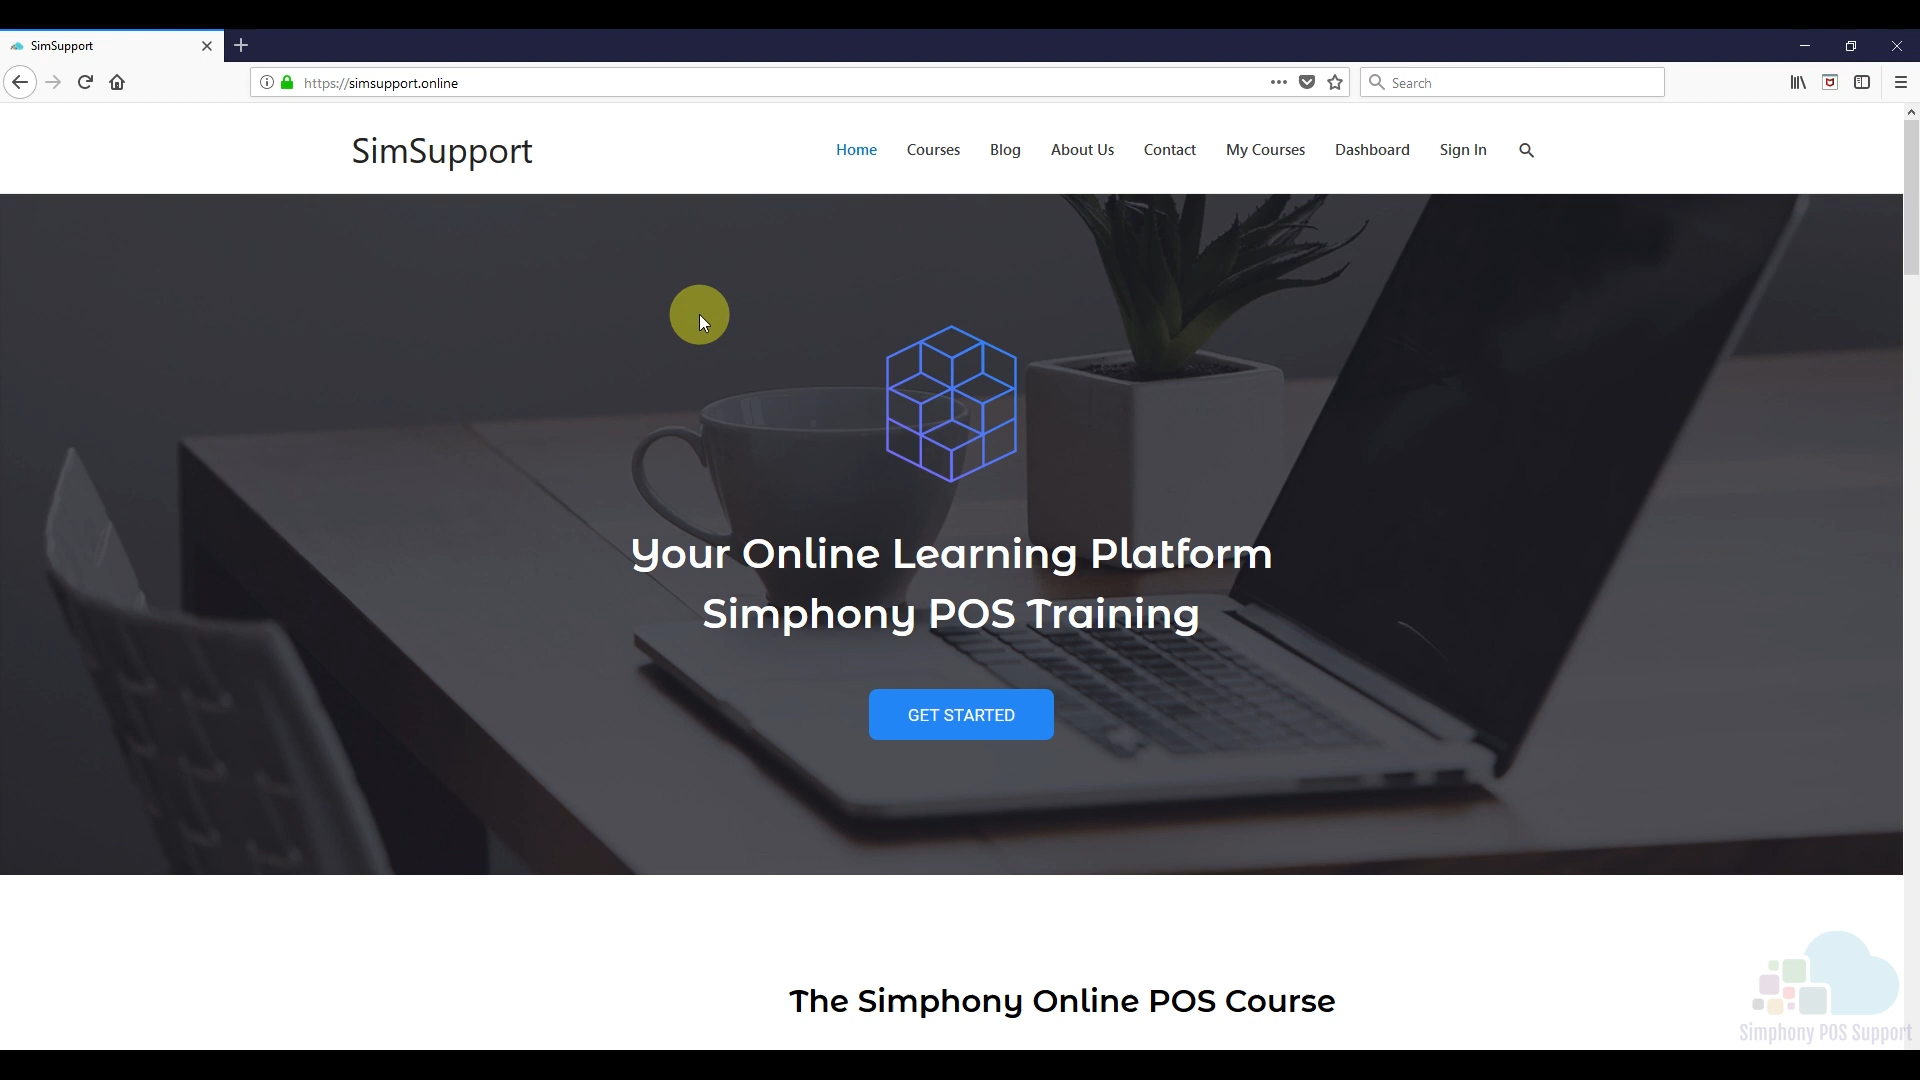 SimSupport
https://simsupport.online
Search
SimSupport
Home Courses Blog About Us Contact My Courses Dashboard Sign In
Your Online Learning Platform
Simphony POS Training
GET STARTED
The Simphony Online POS Course
Simphony POS Support